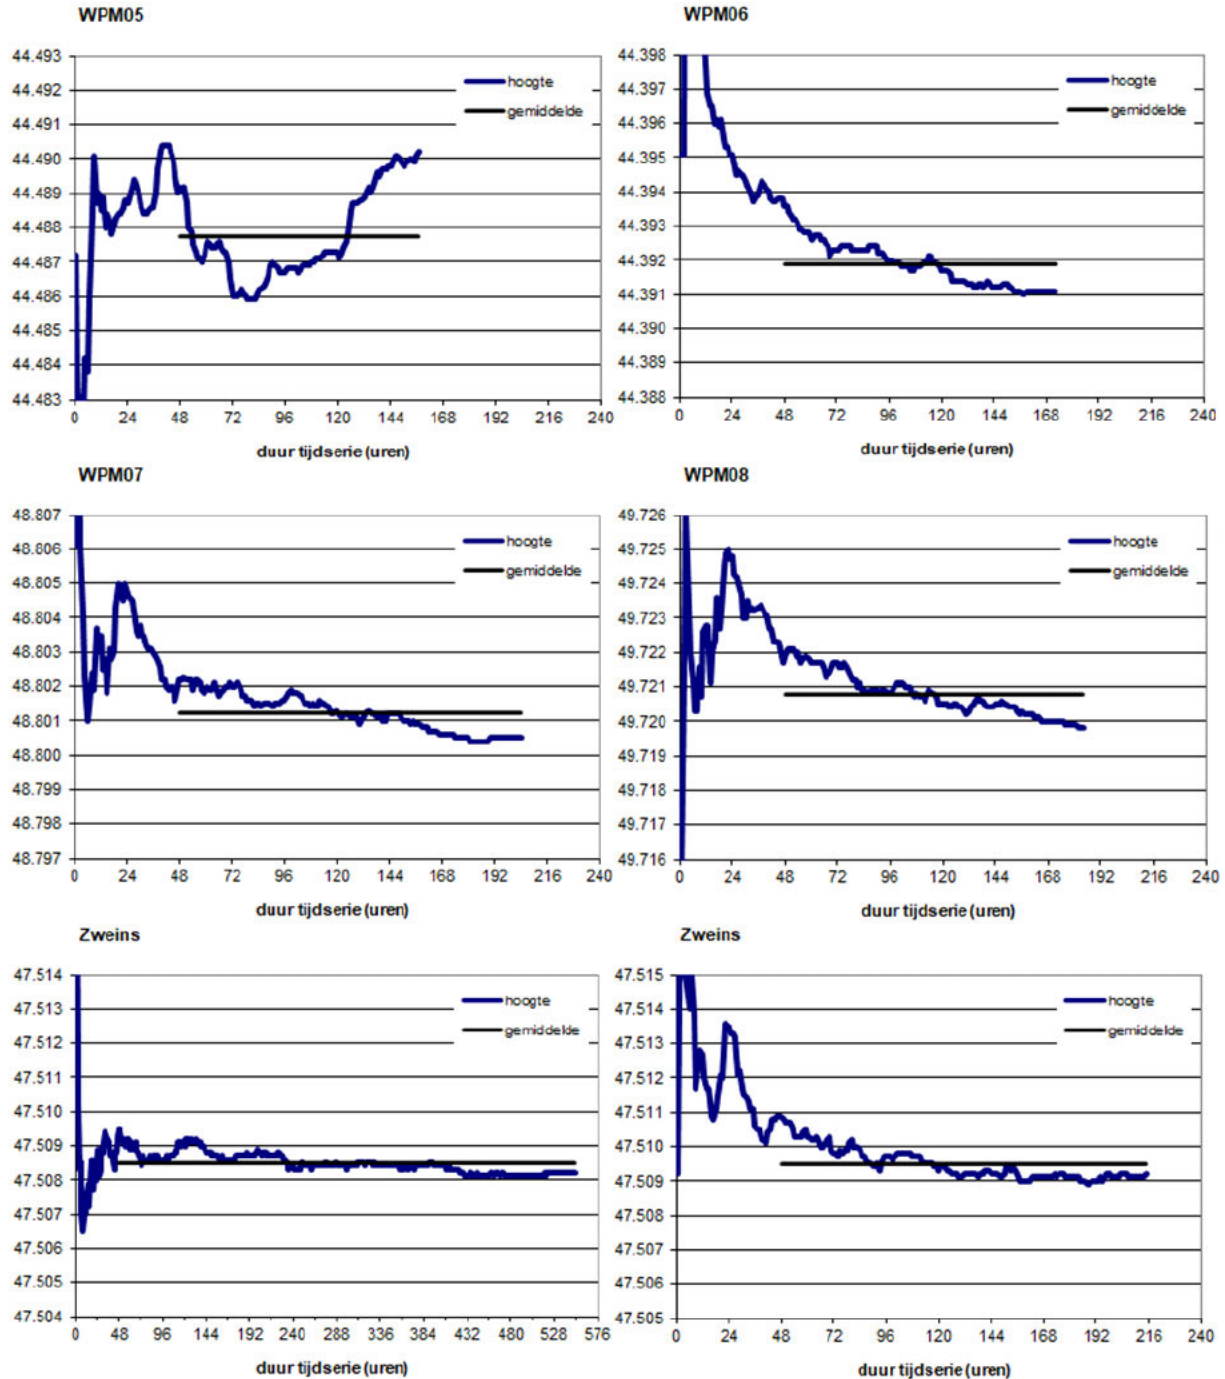 WPM05
44.493
44.492
44.491
44.490
44.489
44.488
44.487
44.486
44.485
44.484
44.483
hoogte
gemiddelde
0 24 48 72 96 120 144 168 192 216 240
duur tijdserie (uren)
WPM06
44.398
44.397
44.396
44.395
44.394
44.393
44.392
44.391
44.390
44.389
44.388
hoogte
gemiddelde
0 24 48 72 96 120 144 168 192 216 240
duur tijdserie (uren)
WPM07
48.807
48.806
48.805
48.804
48.803
48.802
48.801
48.800
48.799
48.798
48.797
hoogte
gemiddelde
0 24 48 72 96 120 144 168 192 216 240
duur tijdserie (uren)
WPM08
49.726
49.725
49.724
49.723
49.722
49.721
49.720
49.719
49.718
49.717
49.716
hoogte
gemiddelde
0 24 48 72 96 120 144 168 192 216 240
duur tijdserie (uren)
Zweins
47.514
47.513
47.512
47.511
47.510
47.509
47.508
47.507
47.506
47.505
47.504
hoogte
gemiddelde
0 48 96 144 192 240 288 336 384 432 480 528 576
duur tijdserie (uren)
Zweins
47.515
47.514
47.513
47.512
47.511
47.510
47.509
47.508
47.507
47.506
47.505
hoogte
gemiddelde
0 24 48 72 96 120 144 168 192 216 240
duur tijdserie (uren)